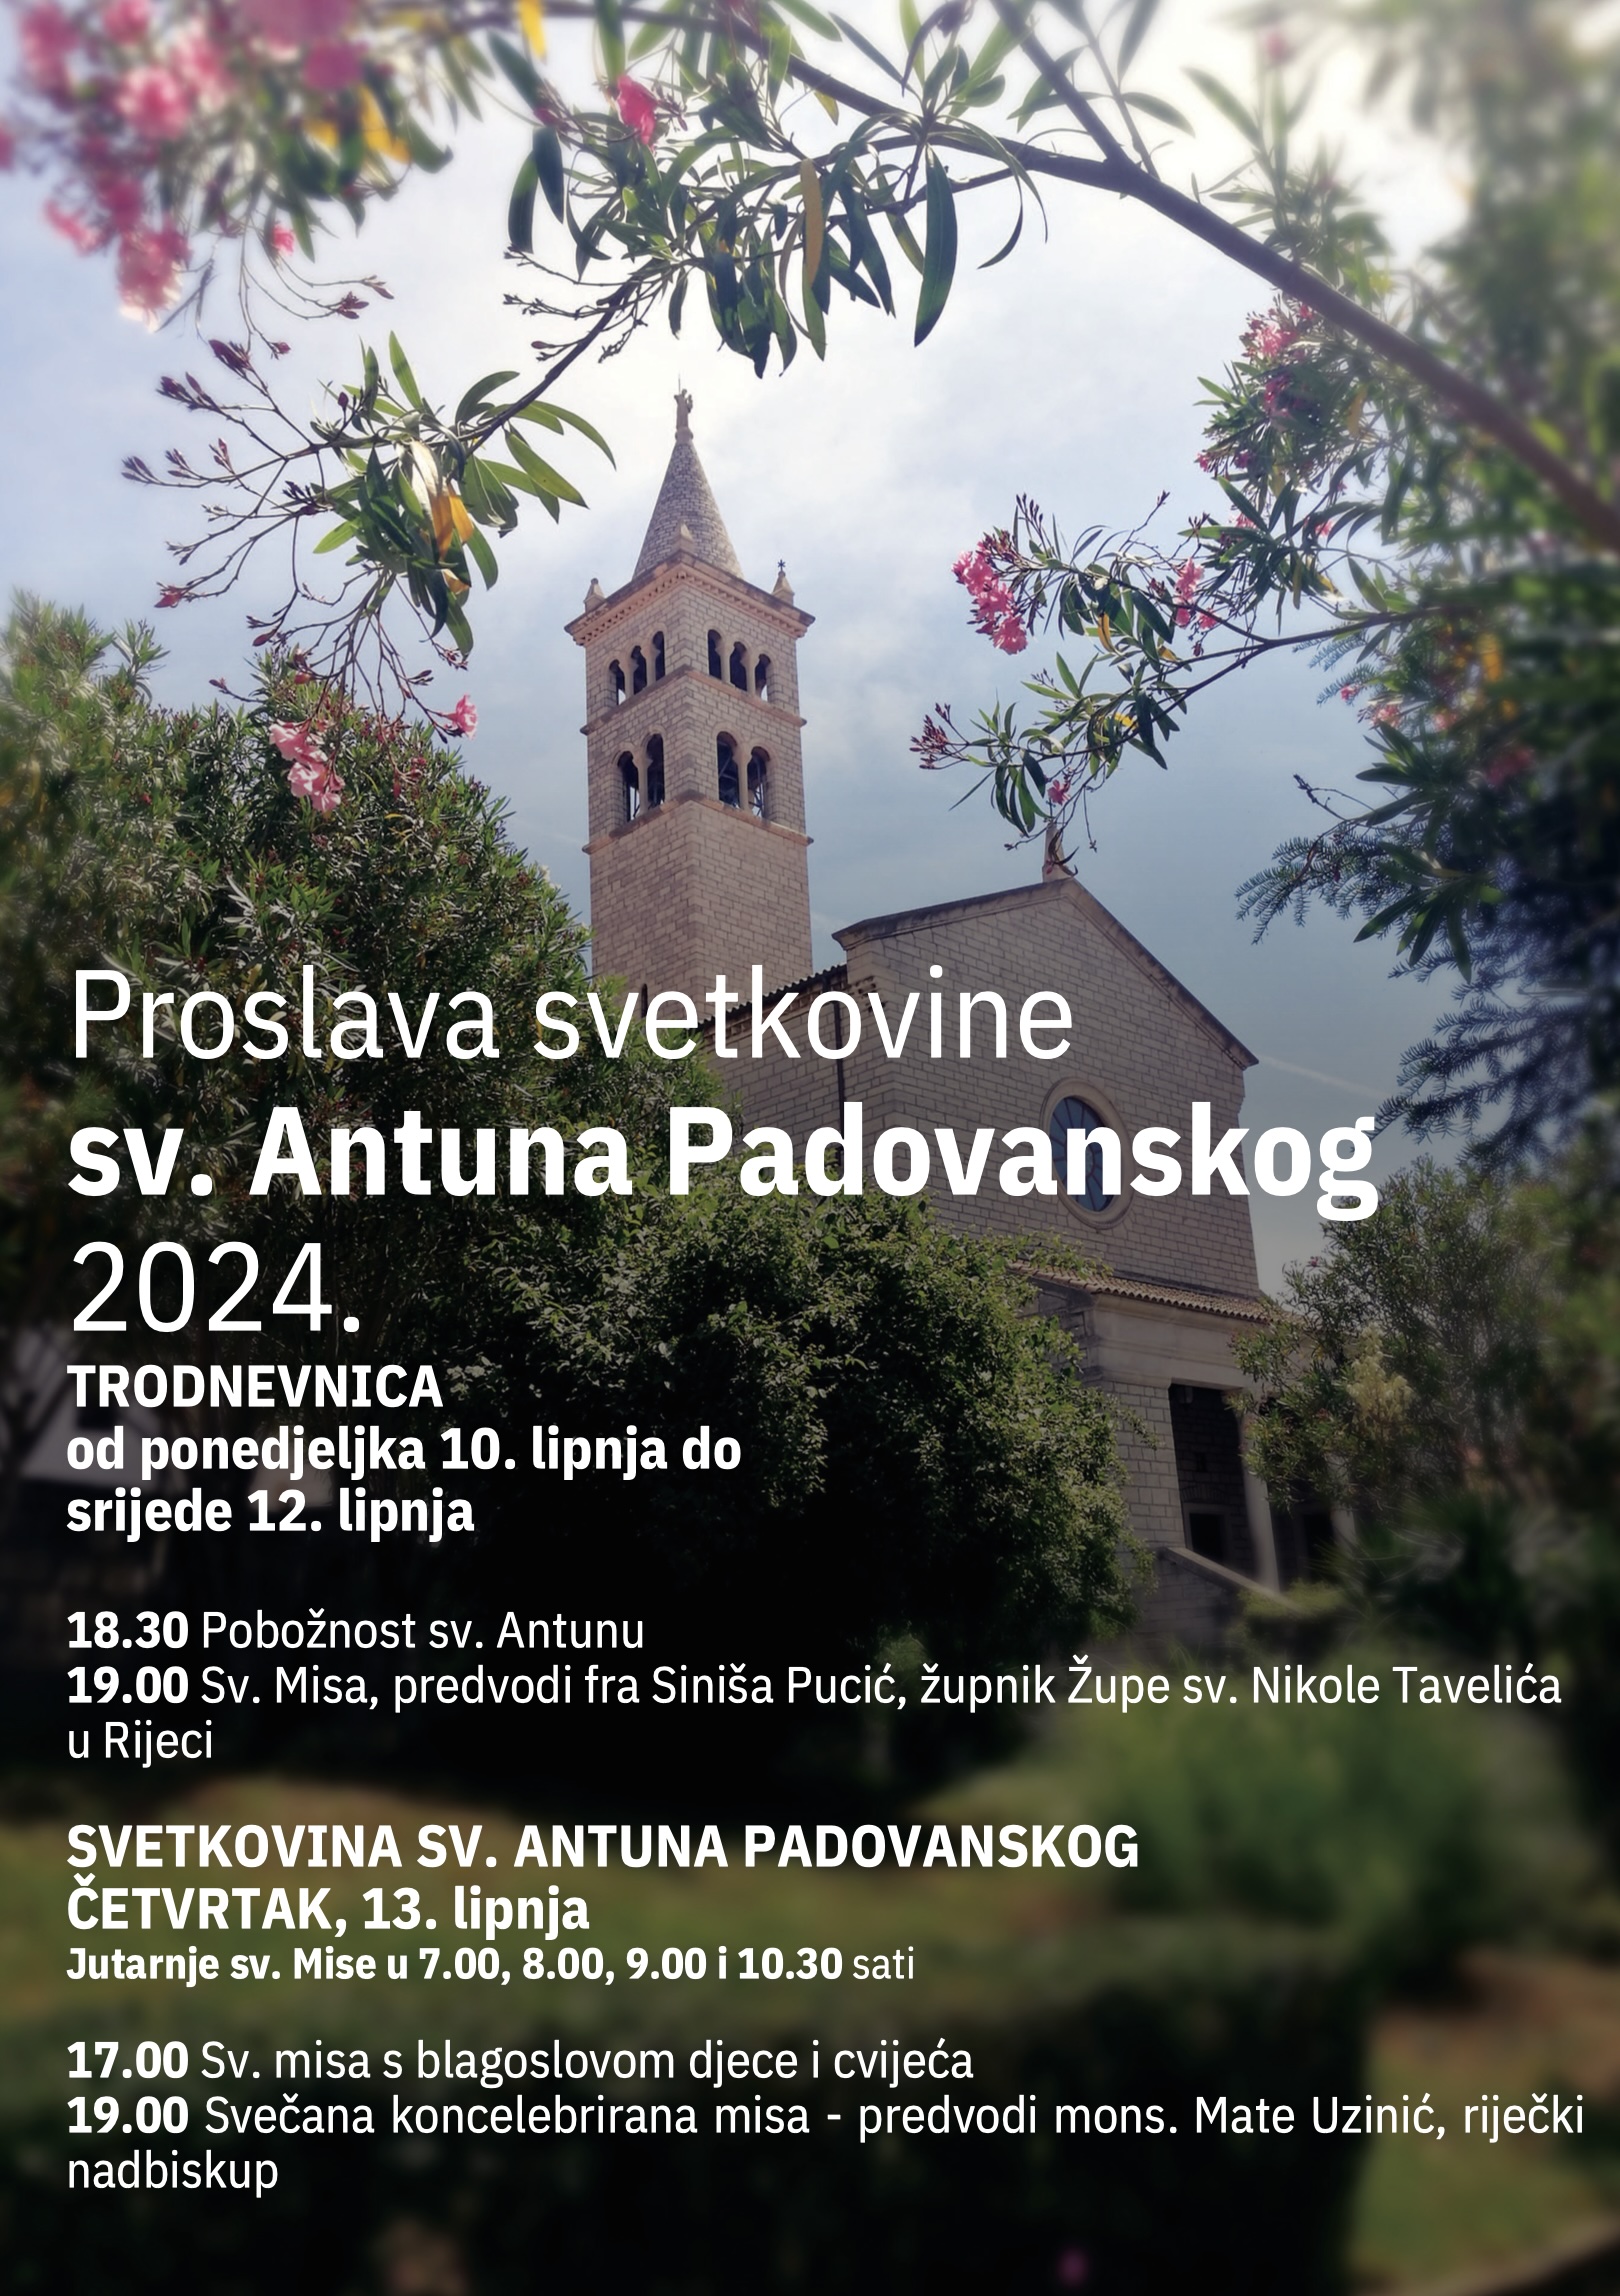 Proslava svetkovine
sv. Antuna Padovanskog
2024.
TRODNEVNICA
od ponedjeljka 10. lipnja do
srijede 12. lipnja
18.30 Pobožnost sv. Antunu
19.00 Sv. Misa, predvodi fra Siniša Pucić, župnik Župe sv. Nikole Tavelića
u Rijeci
SVETKOVINA SV. ANTUNA PADOVANSKOG
ČETVRTAK, 13. lipnja
Jutarnje sv. Mise u 7.00, 8.00, 9.00 i 10.30 sati
17.00 Sv. misa s blagoslovom djece i cvijeća
19.00 Svečana koncelebrirana misa - predvodi mons. Mate Uzinić, riječki
nadbiskup